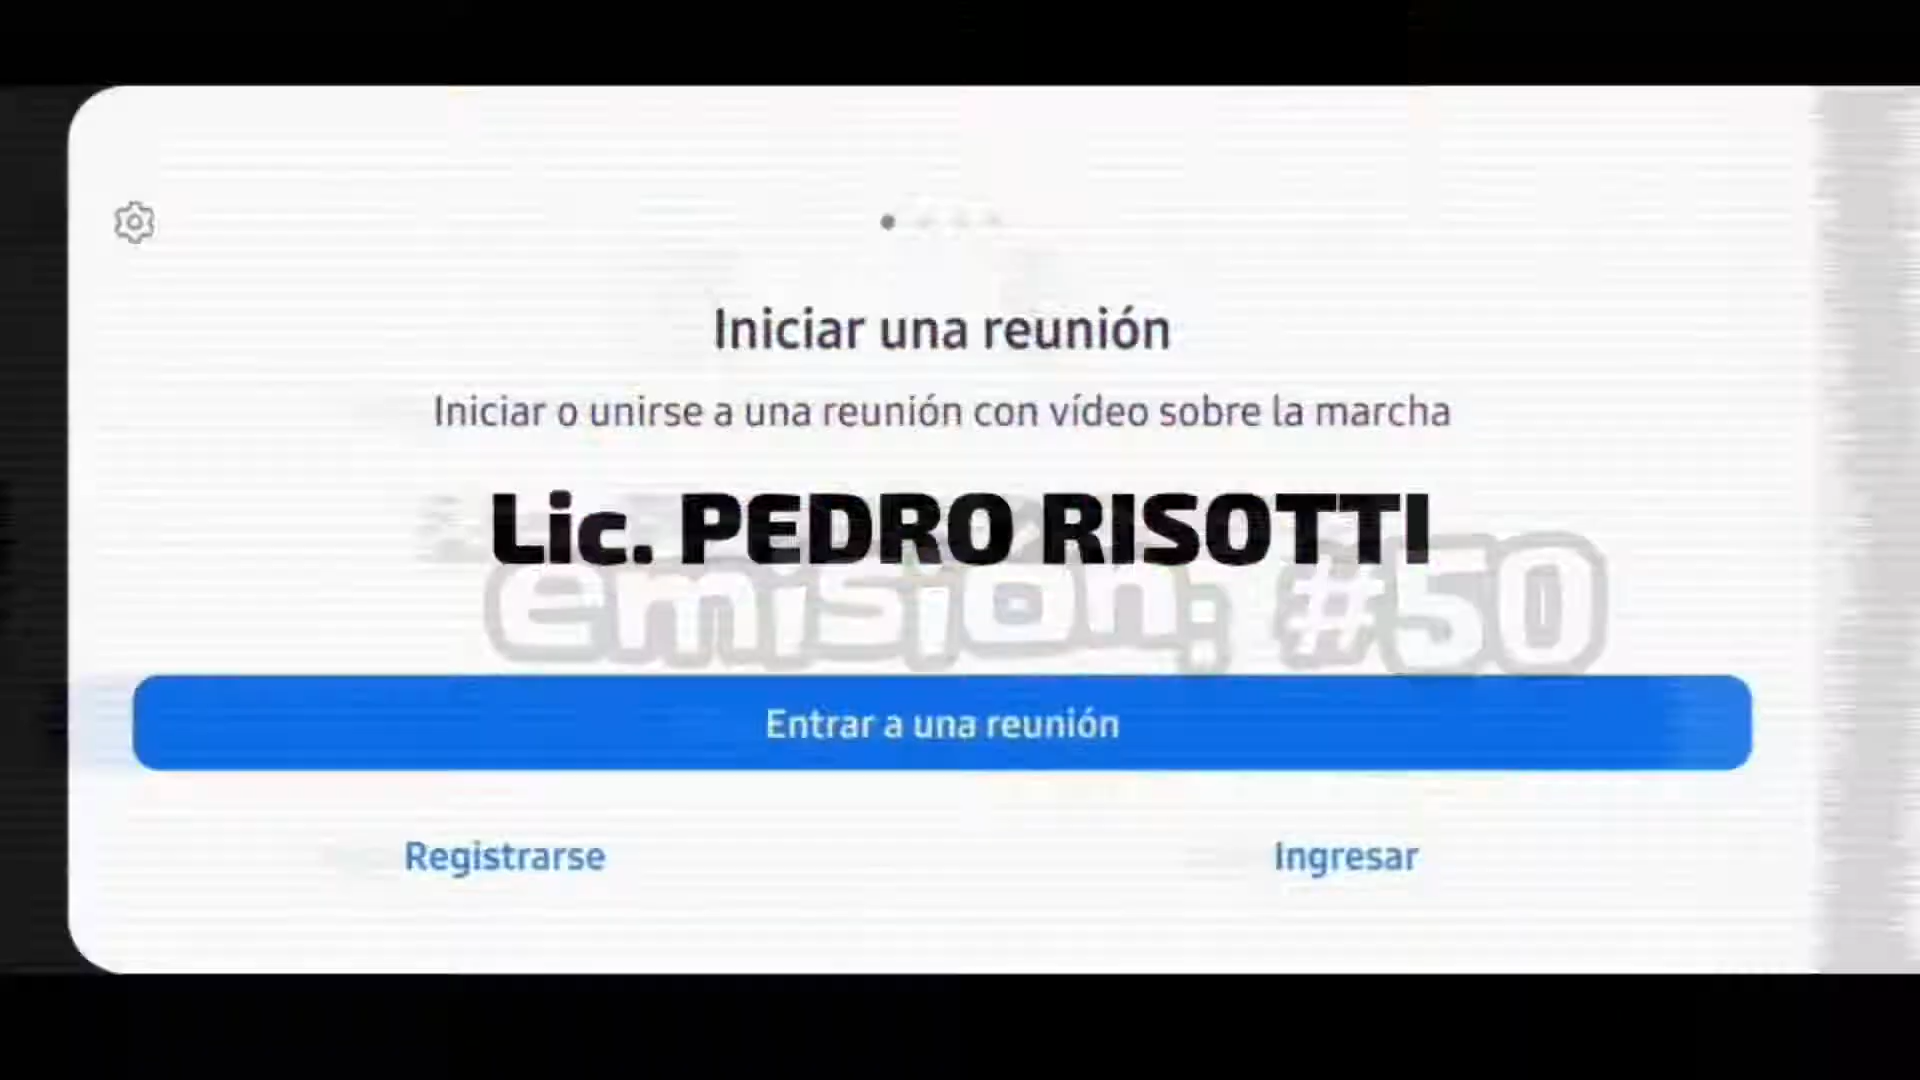 Iniciar una reunión
Iniciar o unirse a una reunión con vídeo sobre la marcha
Lic. PEDRO RISOTTI
emisión: #50
Entrar a una reunión
Registrarse
Ingresar